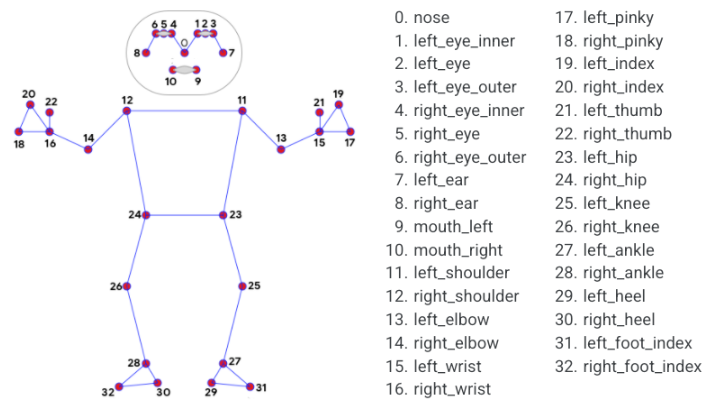 6 5 4 1 2 3
0
8 7
10 9
20 22 12 11 21 19
14 13
18 16 15 17
24 23
26 25
28 27
32 30 29 31
0. nose
1. left_eye_inner
2. left_eye
3. left_eye_outer
4. right_eye_inner
5. right_eye
6. right_eye_outer
7. left_ear
8. right_ear
9. mouth_left
10. mouth_right
11. left_shoulder
12. right_shoulder
13. left_elbow
14. right_elbow
15. left_wrist
16. right_wrist
17. left_pinky
18. right_pinky
19. left_index
20. right_index
21. left_thumb
22. right_thumb
23. left_hip
24. right_hip
25. left_knee
26. right_knee
27. left_ankle
28. right_ankle
29. left_heel
30. right_heel
31. left_foot_index
32. right_foot_index